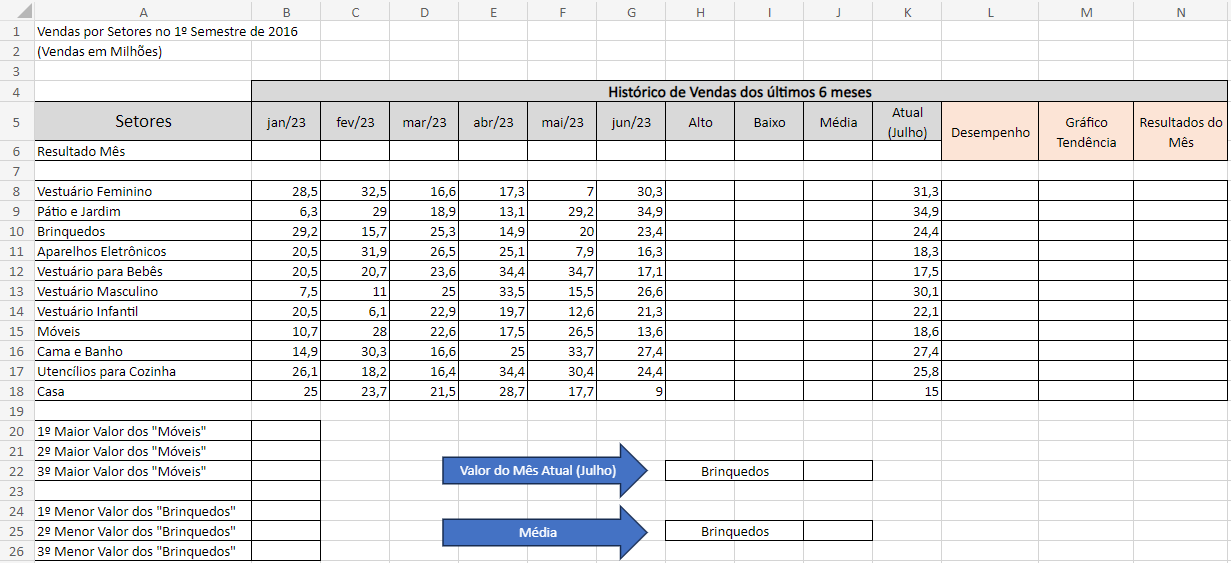 A B C D E F G H I J K L M N
1 Vendas por Setores no 1º Semestre de 2016
2 (Vendas em Milhões)
3
4 Histórico de Vendas dos últimos 6 meses
5 Setores jan/23 fev/23 mar/23 abr/23 mai/23 jun/23 Alto Baixo Média Atual (Julho) Desempenho Gráfico Tendência Resultados do Mês
6 Resultado Mês
7
8 Vestuário Feminino 28,5 32,5 16,6 17,3 7 30,3 31,3
9 Pátio e Jardim 6,3 29 18,9 13,1 29,2 34,9 34,9
10 Brinquedos 29,2 15,7 25,3 14,9 20 23,4 24,4
11 Aparelhos Eletrônicos 20,5 31,9 26,5 25,1 7,9 16,3 18,3
12 Vestuário para Bebês 20,5 20,7 23,6 34,4 34,7 17,1 17,5
13 Vestuário Masculino 7,5 11 25 33,5 15,5 26,6 30,1
14 Vestuário Infantil 20,5 6,1 22,9 19,7 12,6 21,3 22,1
15 Móveis 10,7 28 22,6 17,5 26,5 13,6 18,6
16 Cama e Banho 14,9 30,3 16,6 25 33,7 27,4 27,4
17 Utencílios para Cozinha 26,1 18,2 16,4 34,4 30,4 24,4 25,8
18 Casa 25 23,7 21,5 28,7 17,7 9 15
19
20 1º Maior Valor dos "Móveis"
21 2º Maior Valor dos "Móveis"
22 3º Maior Valor dos "Móveis" Valor do Mês Atual (Julho) Brinquedos
23
24 1º Menor Valor dos "Brinquedos"
25 2º Menor Valor dos "Brinquedos" Média Brinquedos
26 3º Menor Valor dos "Brinquedos"